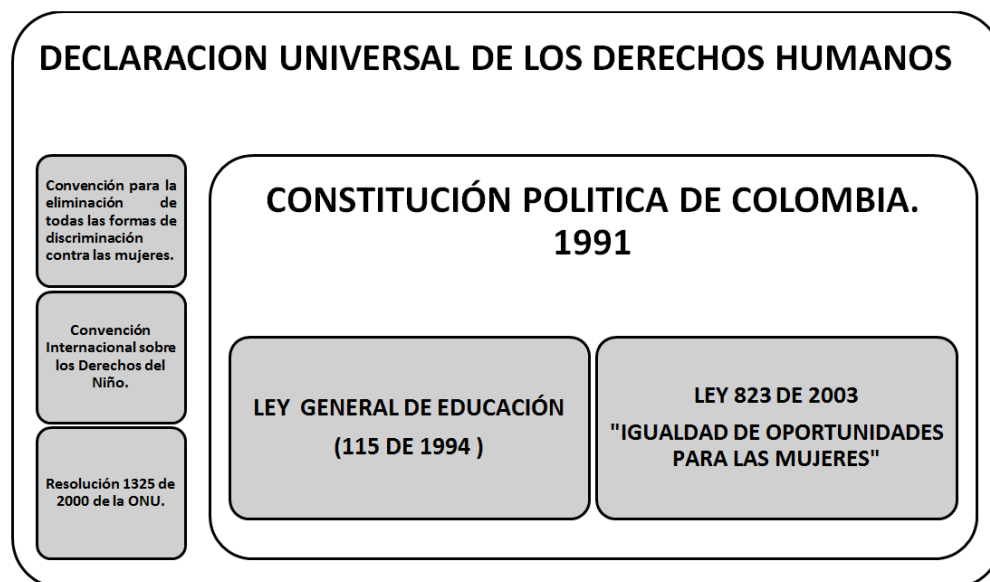 DECLARACION UNIVERSAL DE LOS DERECHOS HUMANOS
Convención para la
eliminación de
todas las formas de
discriminación
contra las mujeres.
Convención
Internacional sobre
los Derechos del
Niño.
Resolución 1325 de
2000 de la ONU.
CONSTITUCIÓN POLITICA DE COLOMBIA.
1991
LEY GENERAL DE EDUCACIÓN
(115 DE 1994 )
LEY 823 DE 2003
"IGUALDAD DE OPORTUNIDADES
PARA LAS MUJERES"